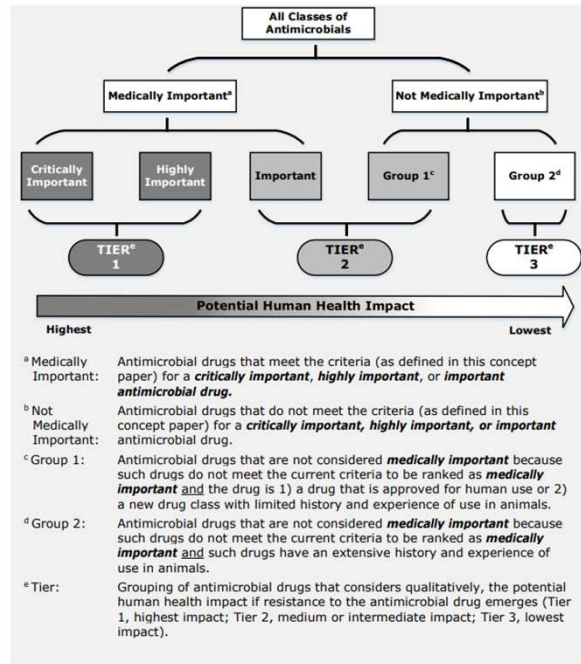 All Classes of
Antimicrobials
Medically Important^a
Not Medically Important^b
Critically
Important
Highly
Important
Important
Group 1^c
Group 2^d
TIER^e
1
TIER^e
2
TIER^e
3
Potential Human Health Impact
Highest
Lowest
^a Medically Important: Antimicrobial drugs that meet the criteria (as defined in this concept
paper) for a critically important, highly important, or important
antimicrobial drug.
^b Not Medically Important: Antimicrobial drugs that do not meet the criteria (as defined in this
concept paper) for a critically important, highly important, or important
antimicrobial drug.
^c Group 1: Antimicrobial drugs that are not considered medically important because
such drugs do not meet the current criteria to be ranked as medically
important and the drug is 1) a drug that is approved for human use or 2)
a new drug class with limited history and experience of use in animals.
^d Group 2: Antimicrobial drugs that are not considered medically important because
such drugs do not meet the current criteria to be ranked as medically
important and such drugs have an extensive history and experience of
use in animals.
^e Tier: Grouping of antimicrobial drugs that considers qualitatively, the potential
human health impact if resistance to the antimicrobial drug emerges (Tier
1, highest impact; Tier 2, medium or intermediate impact; Tier 3, lowest
impact).